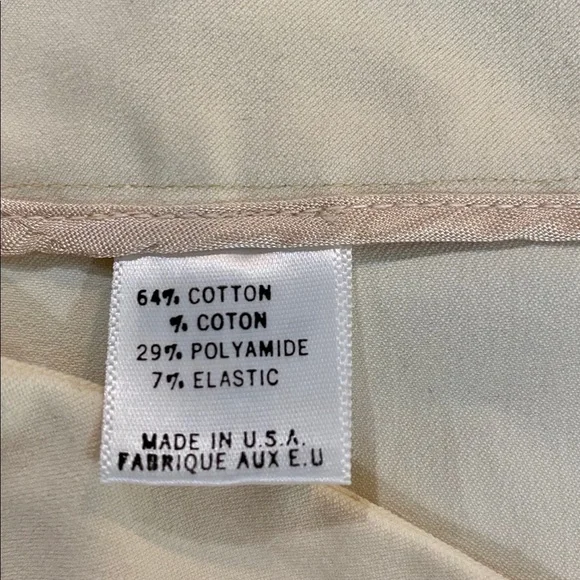 64% COTTON
% COTON
29% POLYAMIDE
7% ELASTIC
MADE IN U.S.A.
FABRIQUE AUX E.U